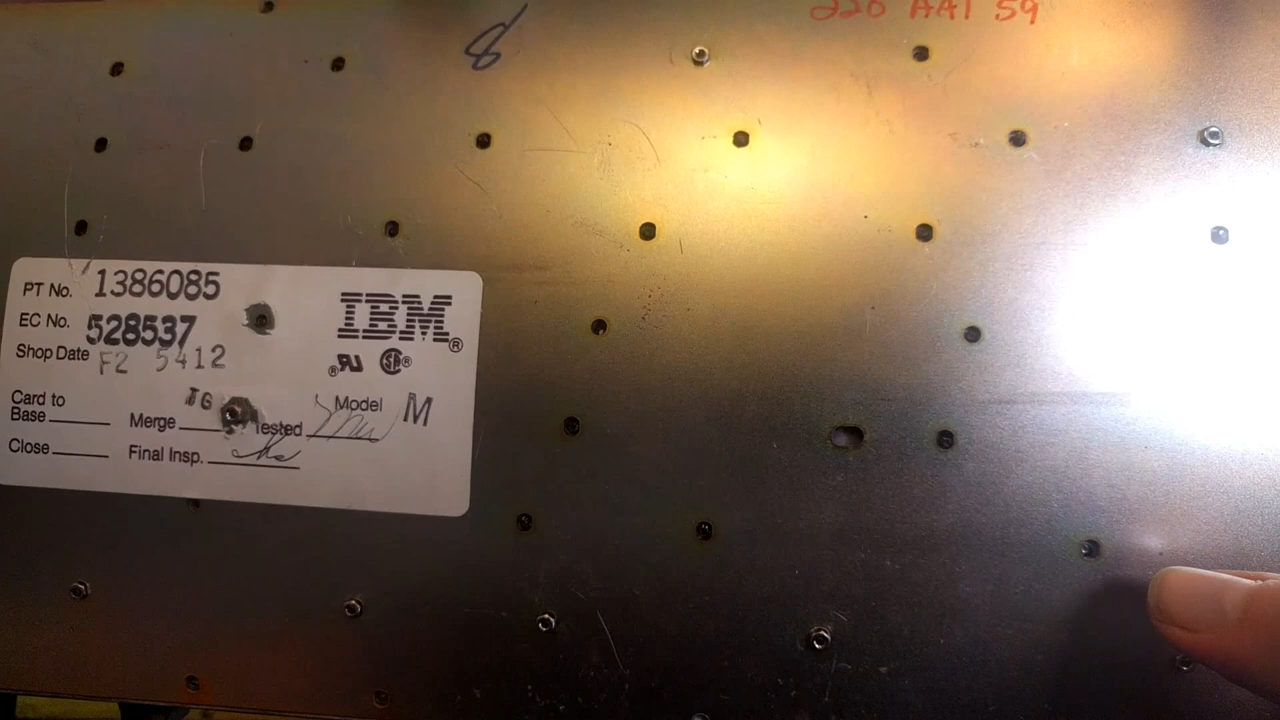 8
220 AA1 59
PT No. 1386085
EC No. 528537
IBM®
Shop Date F2 5412
Card to
Base
Merge TG
Tested
Model M
Close
Final Insp.